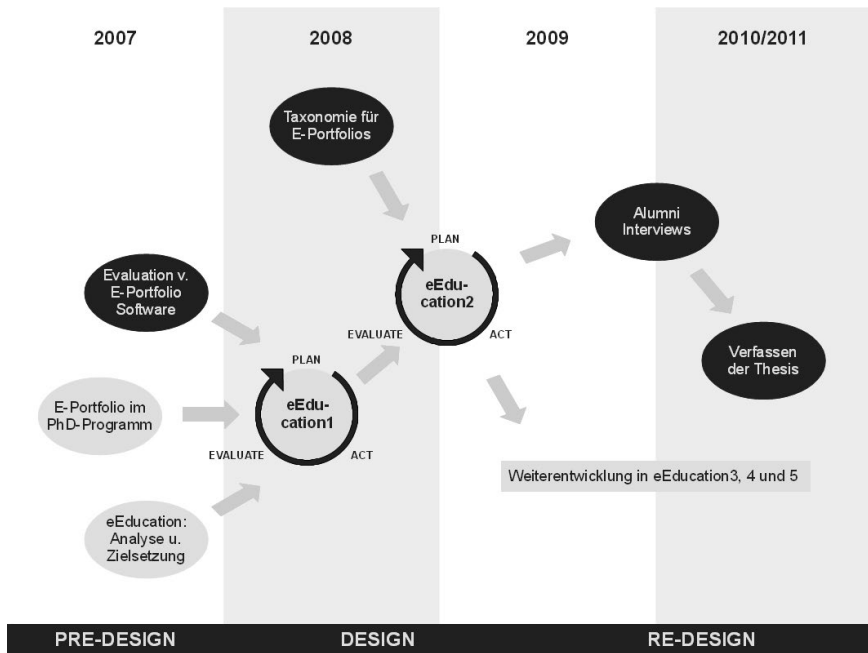 2007
2008
2009
2010/2011
Taxonomie für
E-Portfolios
Alumni
Interviews
PLAN
eEdu-
cation2
EVALUATE
ACT
Evaluation v.
E-Portfolio
Software
Verfassen
der Thesis
PLAN
eEdu-
cation1
EVALUATE
ACT
E-Portfolio im
PhD-Programm
Weiterentwicklung in eEducation3, 4 und 5
eEducation:
Analyse u.
Zielsetzung
PRE-DESIGN
DESIGN
RE-DESIGN